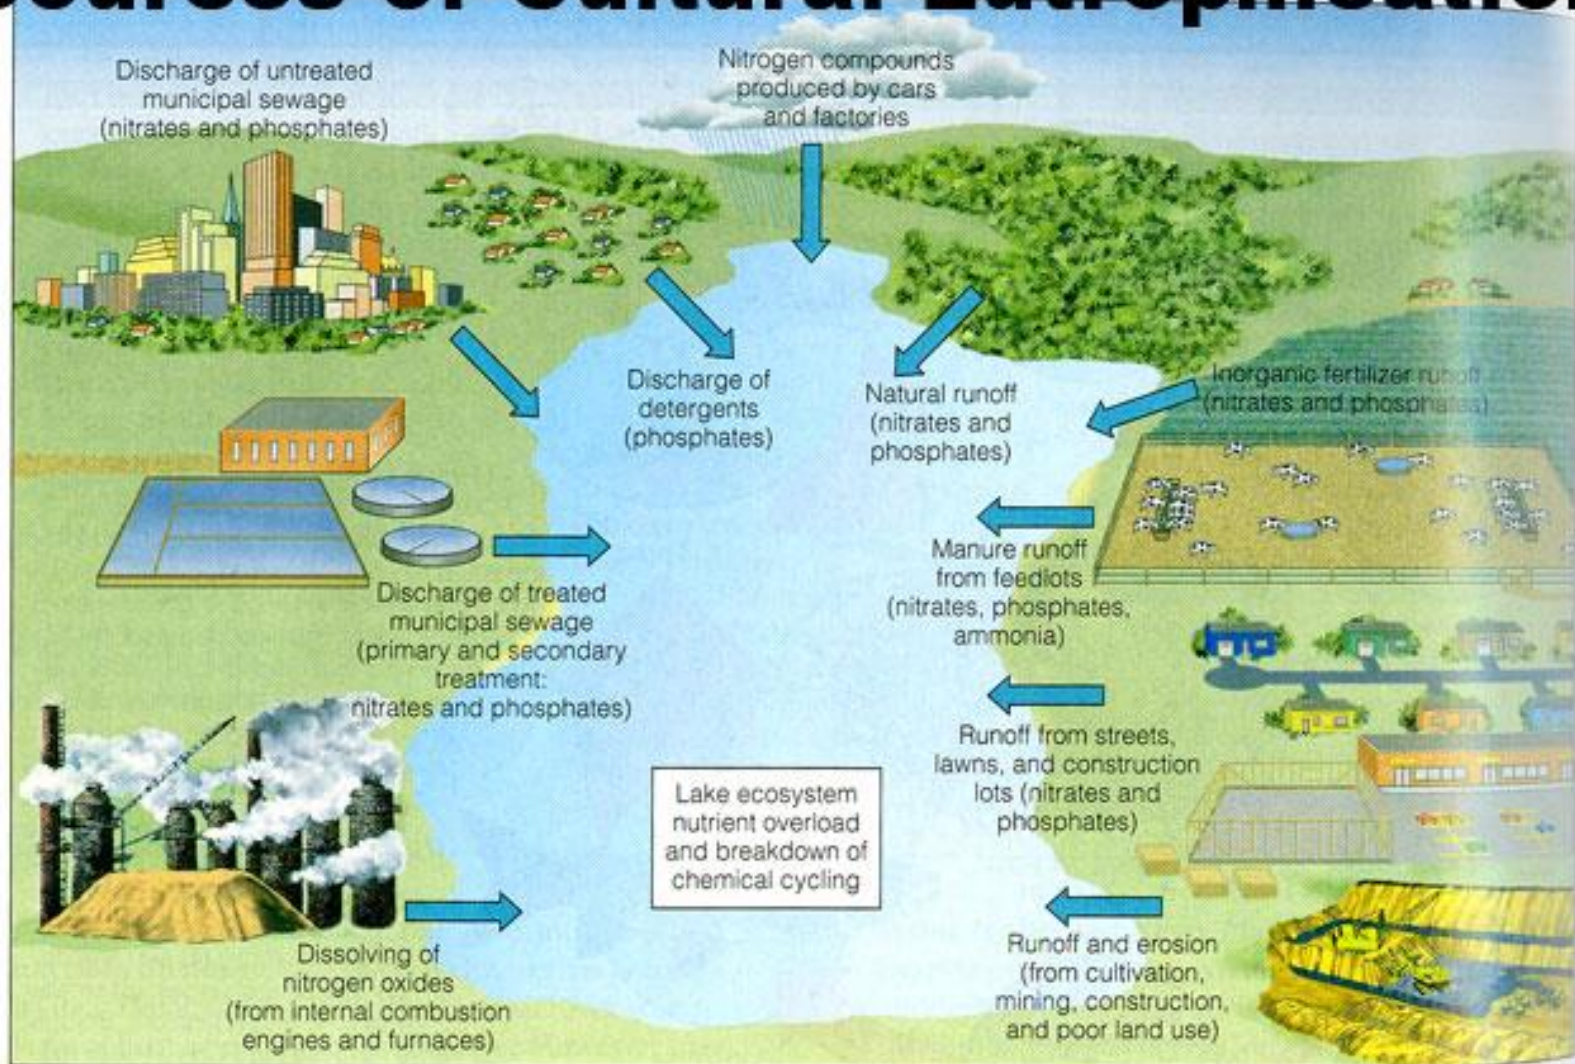 of Cultural
Discharge of untreated
municipal sewage
(nitrates and phosphates)
Nitrogen compounds
produced by cars
and factories
Discharge of
detergents
(phosphates)
Natural runoff
(nitrates and
phosphates)
Inorganic fertilizer runoff
(nitrates and phosphates)
Manure runoff
from feedlots
(nitrates, phosphates,
ammonia)
Discharge of treated
municipal sewage
(primary and secondary
treatment:
nitrates and phosphates)
Runoff from streets,
lawns, and construction
lots (nitrates and
phosphates)
Lake ecosystem
nutrient overload
and breakdown of
chemical cycling
Dissolving of
nitrogen oxides
(from internal combustion
engines and furnaces)
Runoff and erosion
(from cultivation,
mining, construction,
and poor land use)